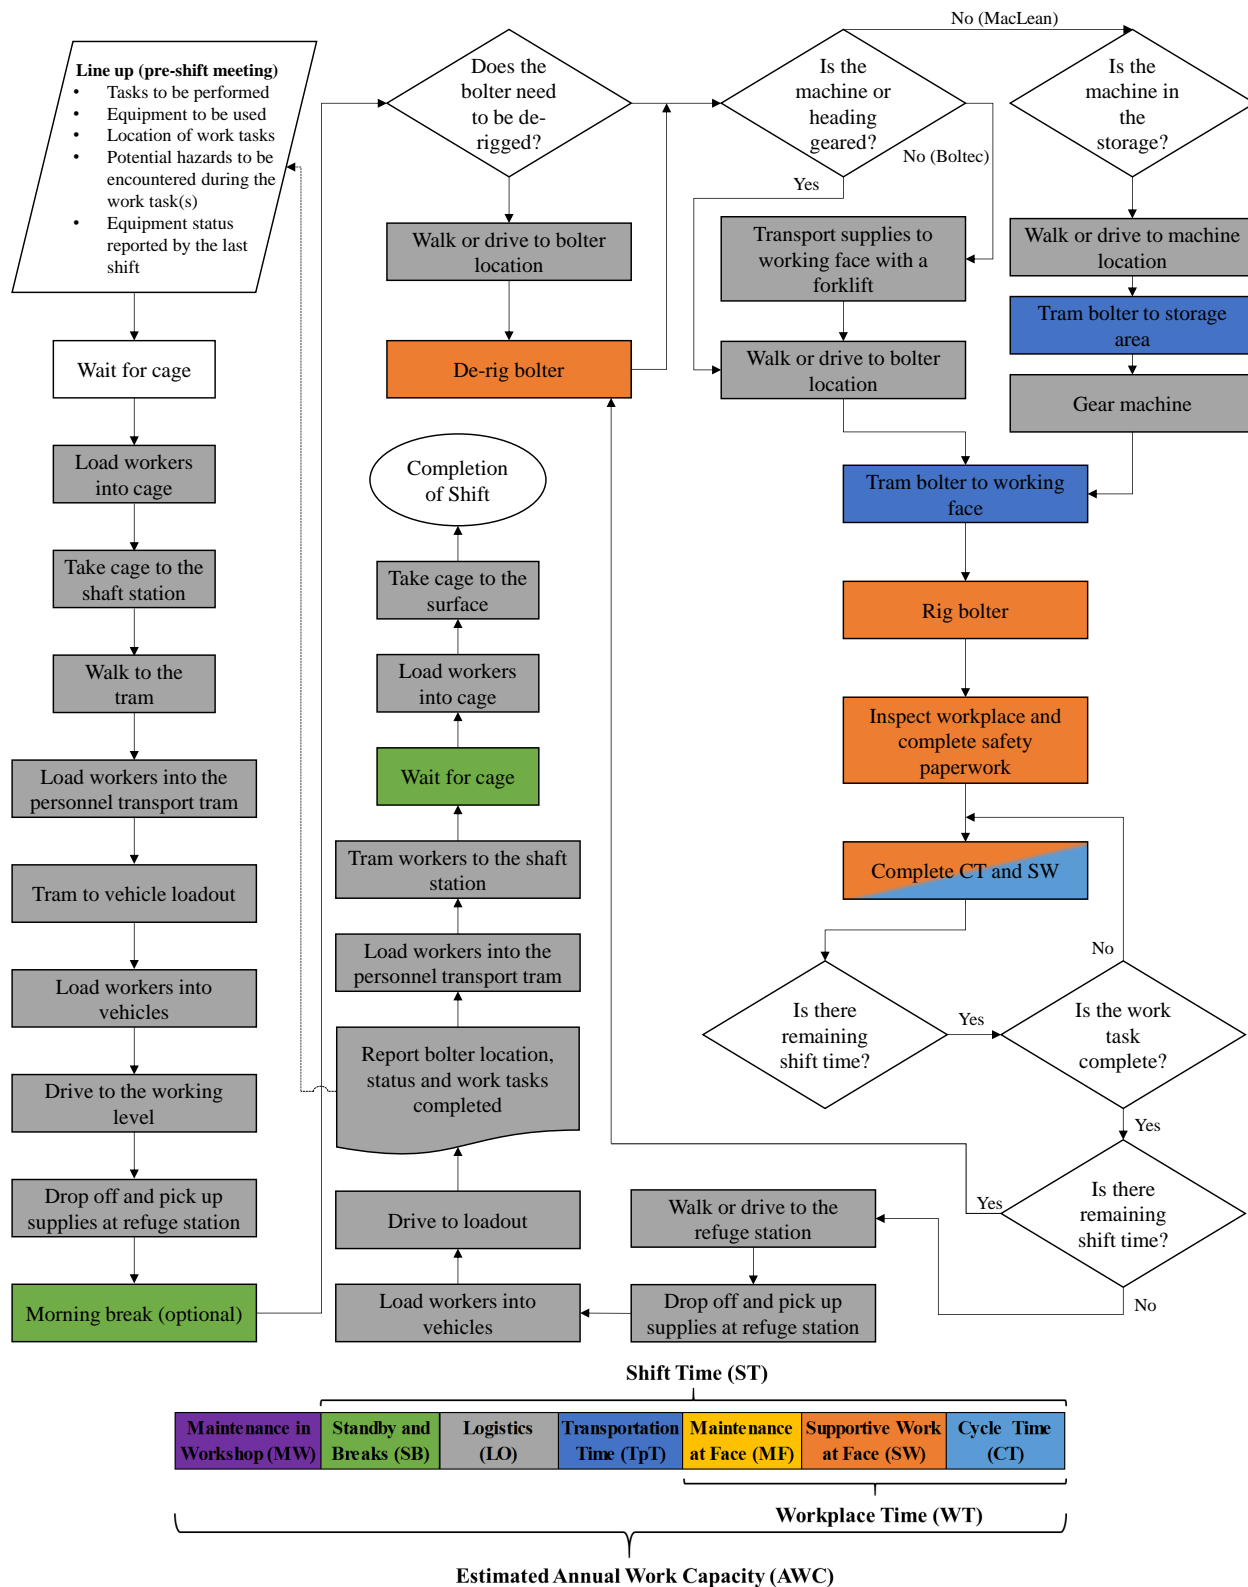 Line up (pre-shift meeting)
• Tasks to be performed
• Equipment to be used
• Location of work tasks
• Potential hazards to be
encountered during the
work task(s)
• Equipment status
reported by the last
shift
Wait for cage
Load workers
into cage
Take cage to the
shaft station
Walk to the
tram
Load workers into the
personnel transport tram
Tram to vehicle loadout
Load workers into
vehicles
Drive to the working
level
Drop off and pick up
supplies at refuge station
Morning break (optional)
Does the
bolter need
to be de-
rigged?
Walk or drive to bolter
location
De-rig bolter
Is the
machine or
heading
geared?
No (MacLean)
No (Boltec)
Yes
Is the
machine in
the
storage?
Transport supplies to
working face with a
forklift
Walk or drive to bolter
location
Walk or drive to machine
location
Tram bolter to storage
area
Gear machine
Tram bolter to working
face
Rig bolter
Inspect workplace and
complete safety
paperwork
Complete CT and SW
Is there
remaining
shift time?
Yes
Is the work
task
complete?
No
Yes
Is there
remaining
shift time?
Yes
No
Walk or drive to the
refuge station
Drop off and pick up
supplies at refuge station
Load workers into
vehicles
Drive to loadout
Report bolter location,
status and work tasks
completed
Load workers into the
personnel transport tram
Tram workers to the shaft
station
Wait for cage
Load workers
into cage
Take cage to the
surface
Completion
of Shift
Shift Time (ST)
Maintenance in
Workshop (MW)
Standby and
Breaks (SB)
Logistics
(LO)
Transportation
Time (TpT)
Maintenance
at Face (MF)
Supportive Work
at Face (SW)
Cycle Time
(CT)
Workplace Time (WT)
Estimated Annual Work Capacity (AWC)